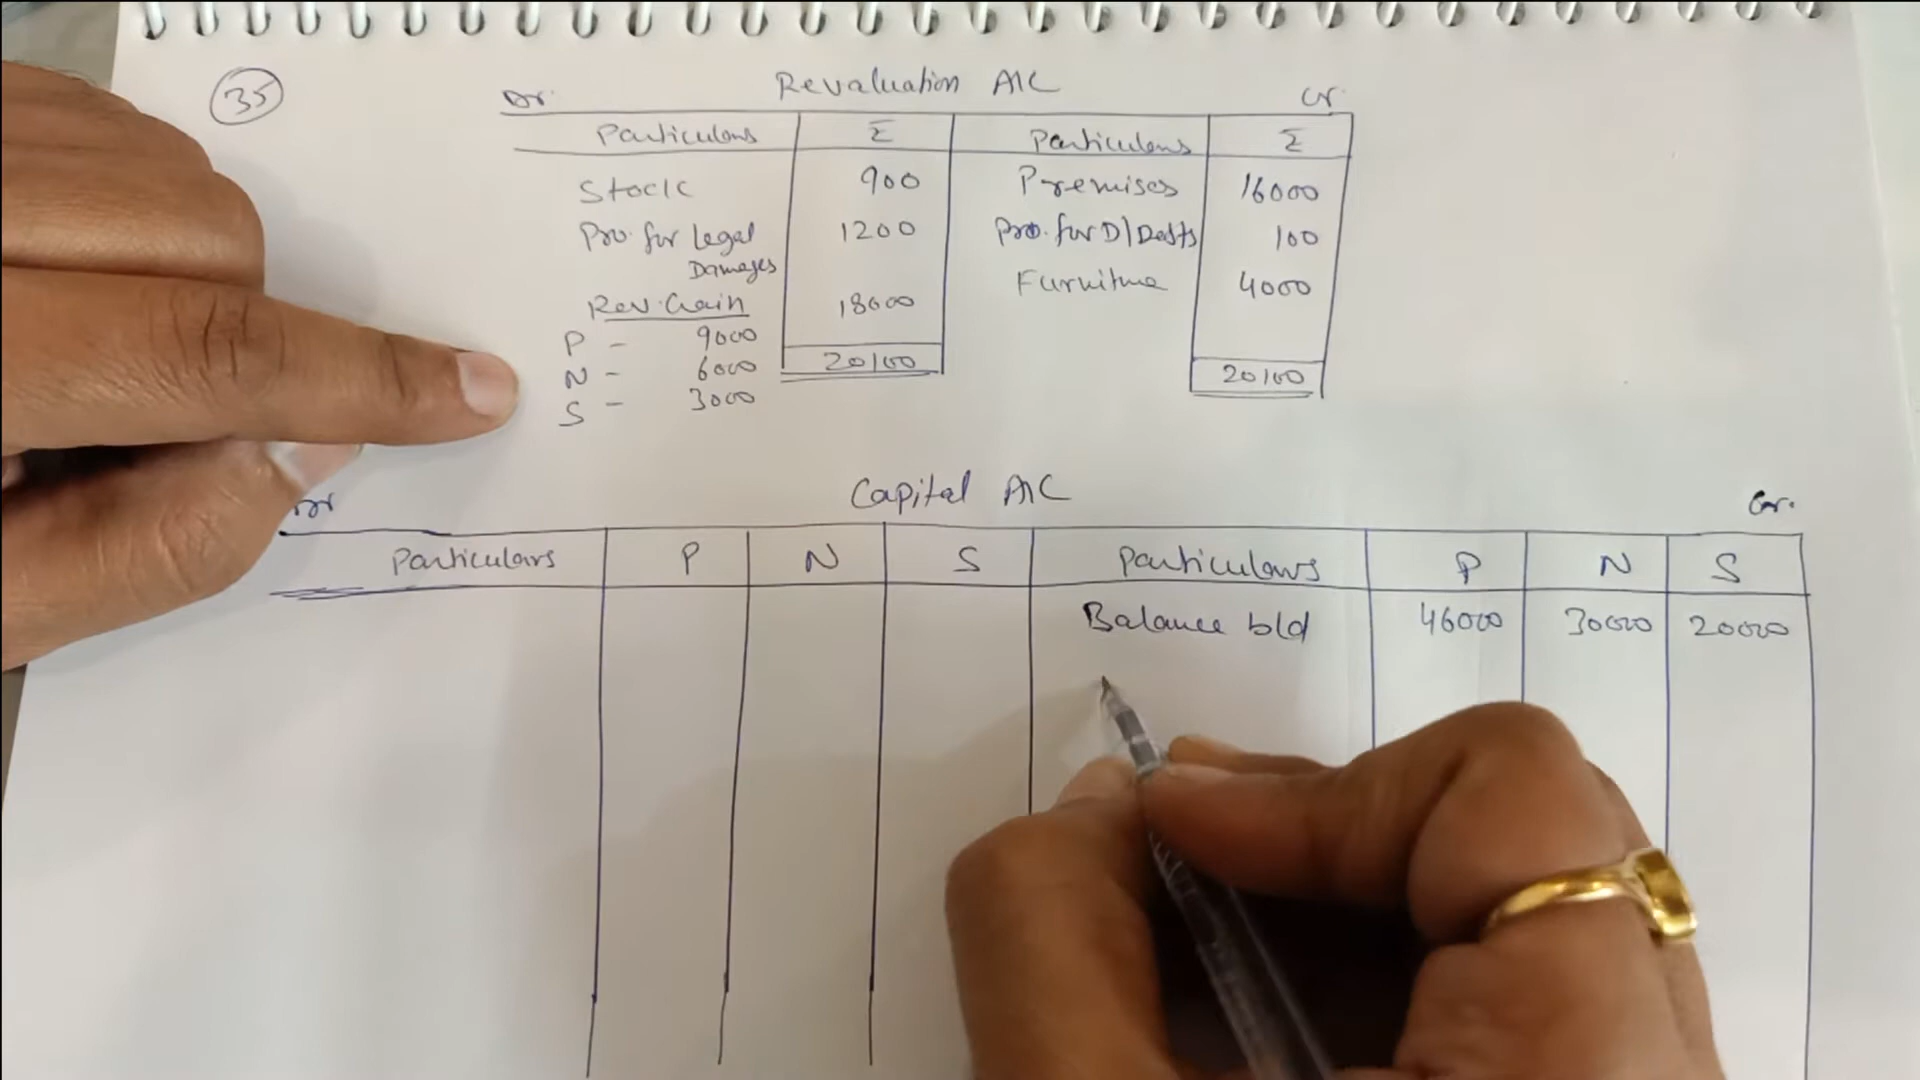 35
Revaluation A/C
Dr. Cr.
Particulars ₹ Particulars ₹
Stock 900 Premises 16000
Pro. for Legal 1200 Pro. for D/Debts 100
Damages
Furniture 4000
Rev. Gain 18000
P - 9000
N - 6000 20100 20100
S - 3000
Capital A/C
Dr Cr.
Particulars P N S Particulars P N S
Balance b/d 46000 30000 20000